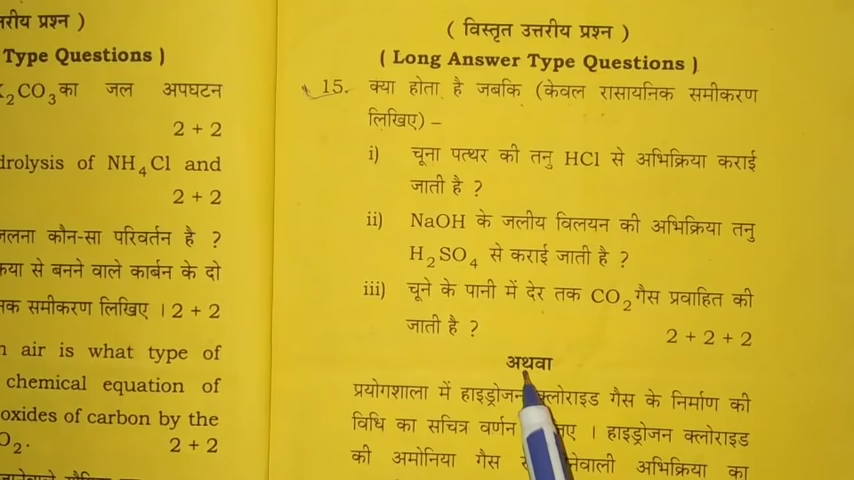 तरीय प्रश्न )
Type Questions )
K₂CO₃का जल अपघटन
2 + 2
drolysis of NH₄Cl and
2 + 2
जलना कौन-सा परिवर्तन है ?
से बनने वाले कार्बन के दो
समीकरण लिखिए । 2 + 2
air is what type of
chemical equation of
oxides of carbon by the
O₂. 2 + 2
( विस्तृत उत्तरीय प्रश्न )
( Long Answer Type Questions )
15. क्या होता है जबकि (केवल रासायनिक समीकरण
लिखिए) –
i) चूना पत्थर की तनु HCl से अभिक्रिया कराई
जाती है ?
ii) NaOH के जलीय विलयन की अभिक्रिया तनु
H₂SO₄ से कराई जाती है ?
iii) चूने के पानी में देर तक CO₂गैस प्रवाहित की
जाती है ? 2 + 2 + 2
अथवा
प्रयोगशाला में हाइड्रोजन क्लोराइड गैस के निर्माण की
विधि का सचित्र वर्णन । हाइड्रोजन क्लोराइड
की अमोनिया गैस अभिक्रिया का